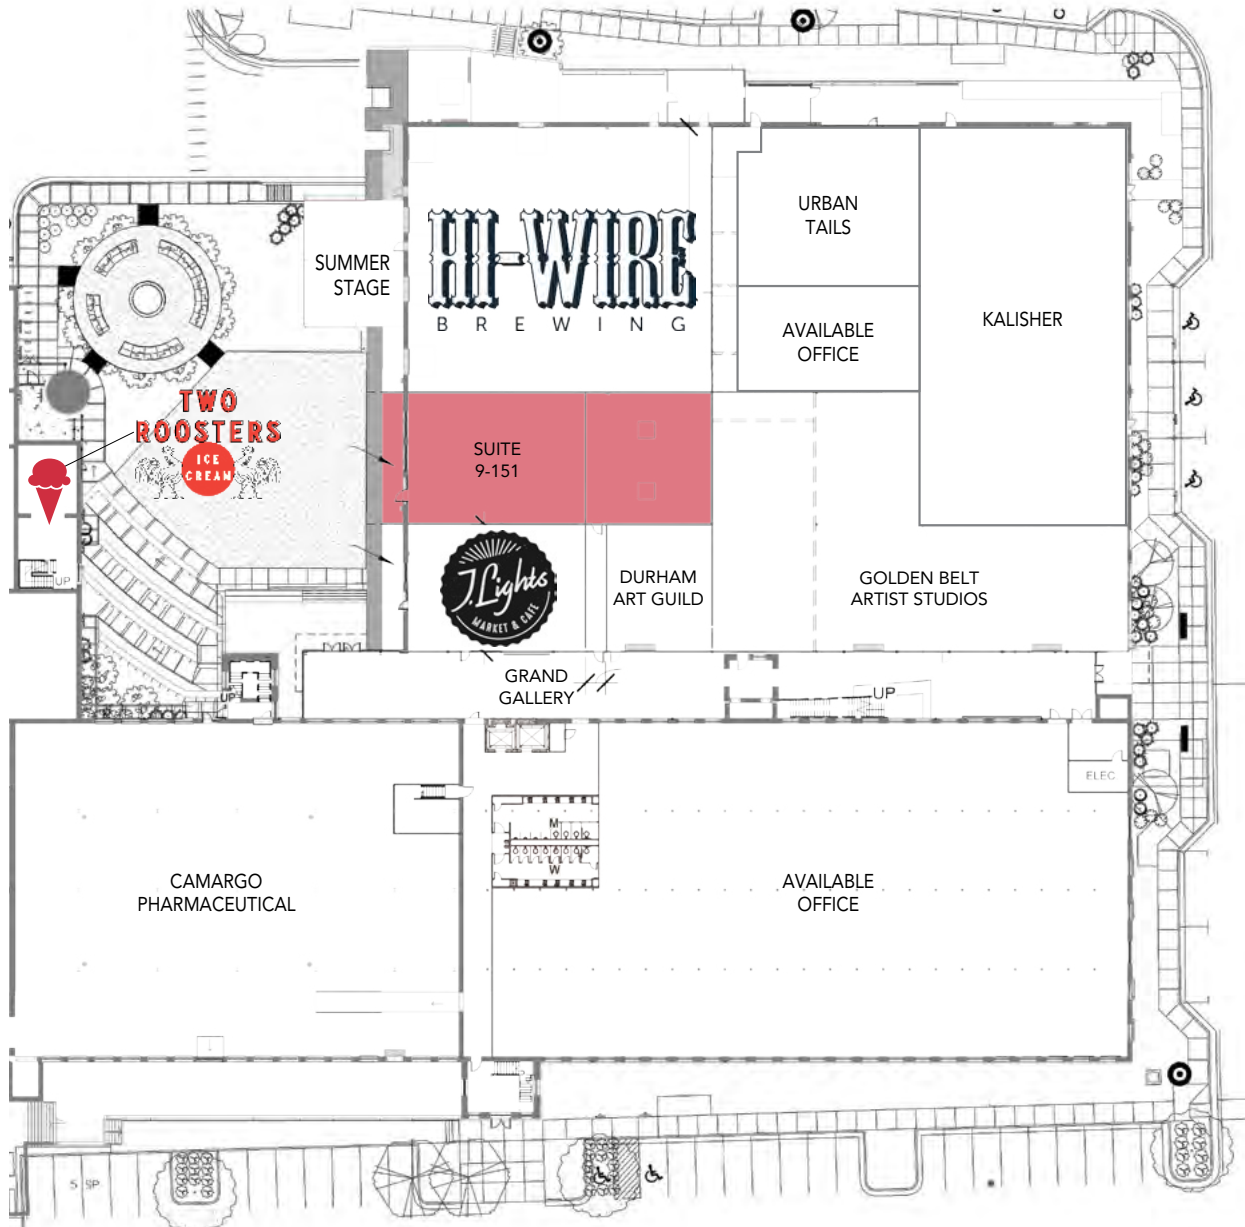 URBAN
TAILS
SUMMER
STAGE
HI-WIRE
BREWING
AVAILABLE
OFFICE
KALISHER
TWO
ROOSTERS
ICE
CREAM
SUITE
9-151
J.Lights
MARKET & CAFE
DURHAM
ART GUILD
GOLDEN BELT
ARTIST STUDIOS
UP
GRAND
GALLERY
UP
UP
ELEC
M
W
CAMARGO
PHARMACEUTICAL
AVAILABLE
OFFICE
5 SP